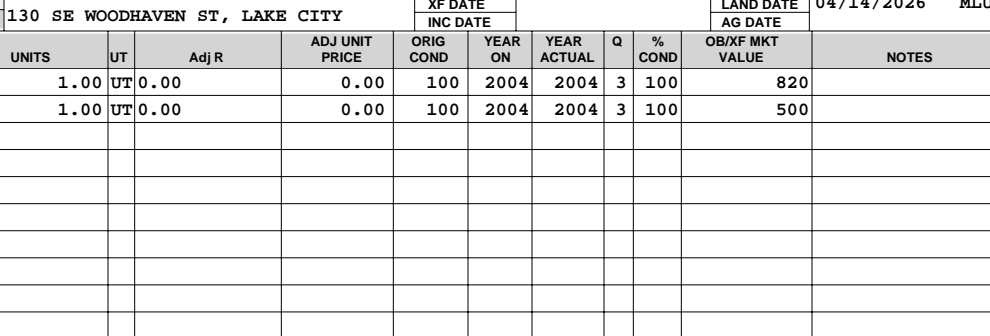 XF DATE LAND DATE 04/14/2026
130 SE WOODHAVEN ST, LAKE CITY INC DATE AG DATE
UNITS UT Adj R ADJ UNIT PRICE ORIG COND YEAR ON YEAR ACTUAL Q % COND OB/XF MKT VALUE NOTES
1.00 UT 0.00 0.00 100 2004 2004 3 100 820
1.00 UT 0.00 0.00 100 2004 2004 3 100 500